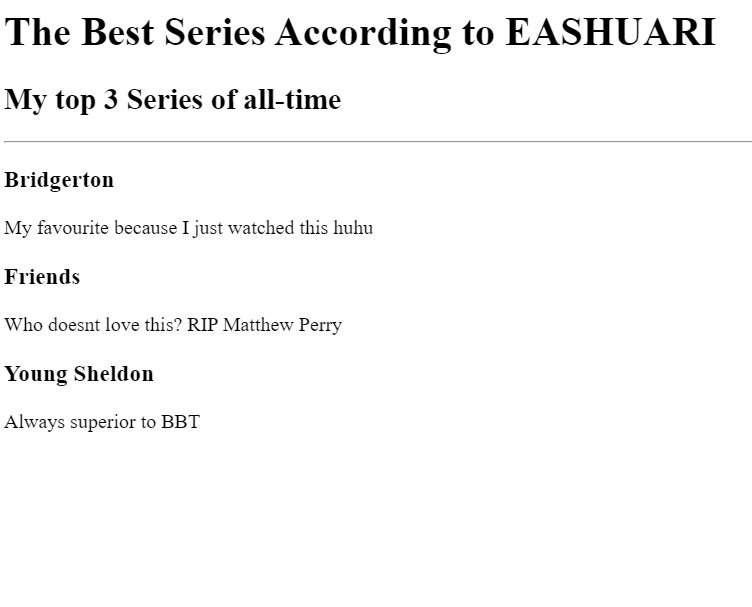 The Best Series According to EASHUARI
My top 3 Series of all-time
Bridgerton
My favourite because I just watched this huhu
Friends
Who doesnt love this? RIP Matthew Perry
Young Sheldon
Always superior to BBT